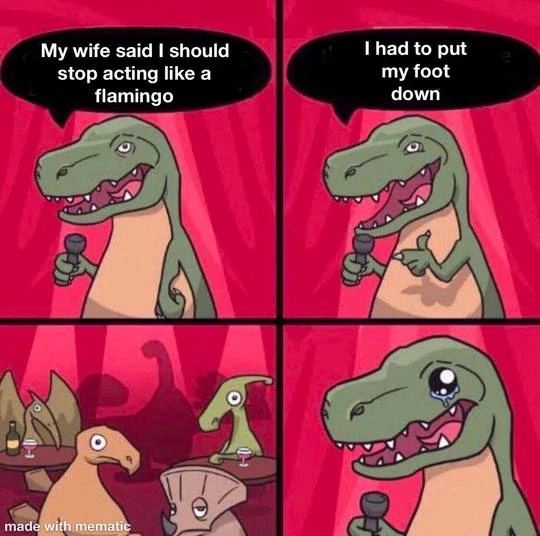 My wife said I should
stop acting like a
flamingo
I had to put
my foot
down
made with mematic